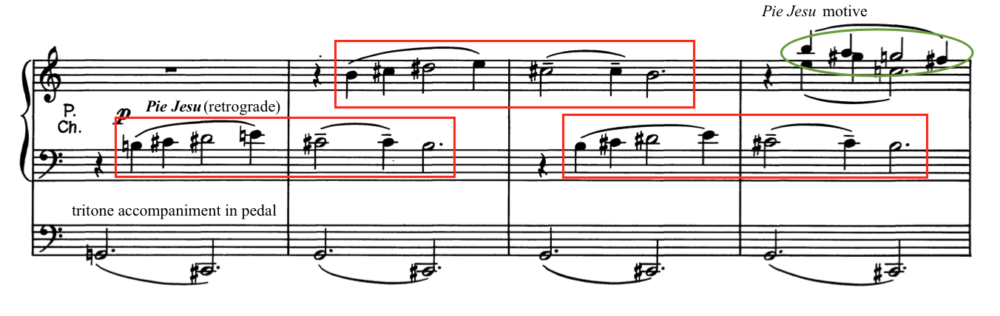 Pie Jesu motive
P.
Ch.
p
Pie Jesu (retrograde)
tritone accompaniment in pedal